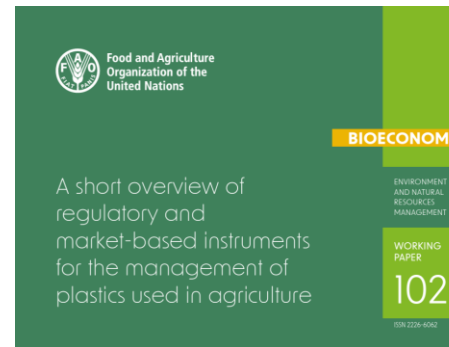 Food and Agriculture
Organization of the
United Nations
BIOECONOM
A short overview of
regulatory and
market-based instruments
for the management of
plastics used in agriculture
ENVIRONMENT
AND NATURAL
RESOURCES
MANAGEMENT
WORKING
PAPER
102
ISSN 2226-6062